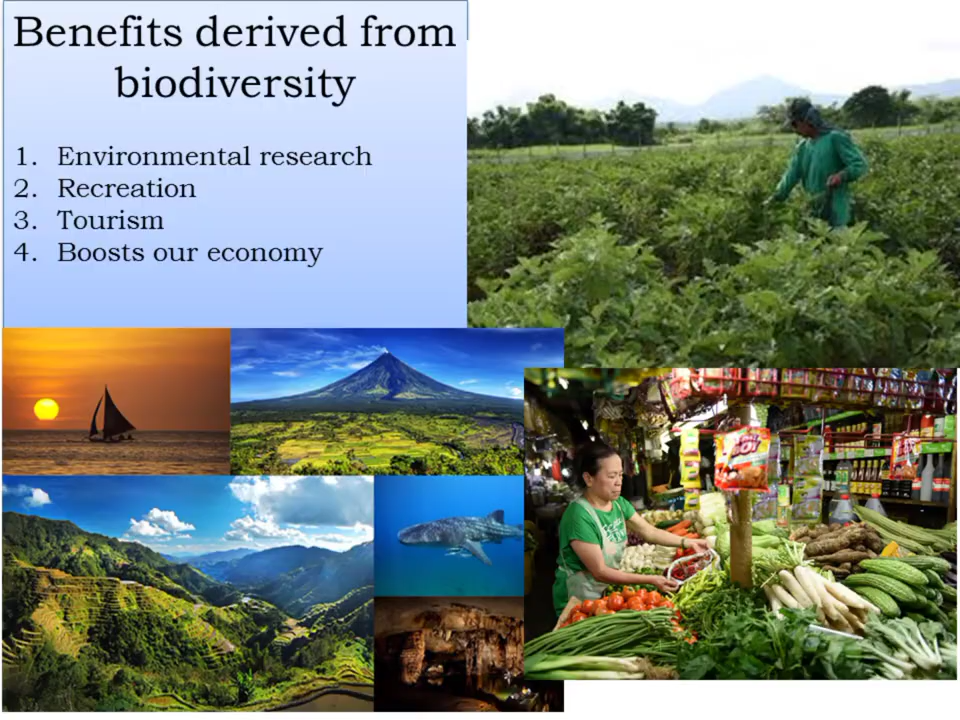 Benefits derived from
biodiversity
1. Environmental research
2. Recreation
3. Tourism
4. Boosts our economy